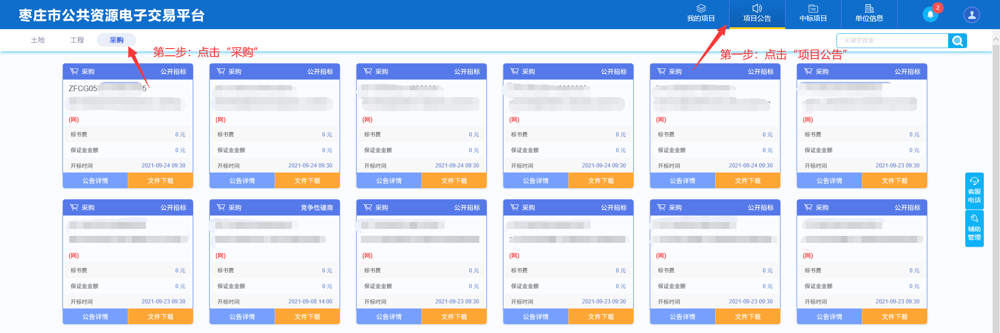 枣庄市公共资源电子交易平台
我的项目 项目公告 中标项目 单位信息 2
土地 工程 采购 关键字搜索
第二步：点击“采购” 第一步：点击“项目公告”
采购 公开招标 采购 公开招标 采购 公开招标 采购 公开招标 采购 公开招标 采购 公开招标
ZFCG05 5
(网) (网) (网) (网) (网) (网)
标书费 0 元 标书费 0 元 标书费 0 元 标书费 0 元 标书费 0 元 标书费 0 元
保证金金额 0 元 保证金金额 0 元 保证金金额 0 元 保证金金额 0 元 保证金金额 0 元 保证金金额 0 元
开标时间 2021-09-24 09:30 开标时间 2021-09-24 09:30 开标时间 2021-09-24 09:30 开标时间 2021-09-24 09:30 开标时间 2021-09-24 09:30 开标时间 2021-09-23 09:30
公告详情 文件下载 公告详情 文件下载 公告详情 文件下载 公告详情 文件下载 公告详情 文件下载 公告详情 文件下载
客服
电话
采购 公开招标 采购 竞争性磋商 采购 公开招标 采购 公开招标 采购 公开招标 采购 公开招标
辅助
管理
(网) (网) (网) (网) (网) (网)
标书费 0 元 标书费 0 元 标书费 0 元 标书费 0 元 标书费 0 元 标书费 0 元
保证金金额 0 元 保证金金额 0 元 保证金金额 0 元 保证金金额 0 元 保证金金额 0 元 保证金金额 0 元
开标时间 2021-09-23 09:30 开标时间 2021-09-08 14:00 开标时间 2021-09-23 09:30 开标时间 2021-09-23 09:30 开标时间 2021-09-23 09:30 开标时间 2021-09-23 09:30
公告详情 文件下载 公告详情 文件下载 公告详情 文件下载 公告详情 文件下载 公告详情 文件下载 公告详情 文件下载